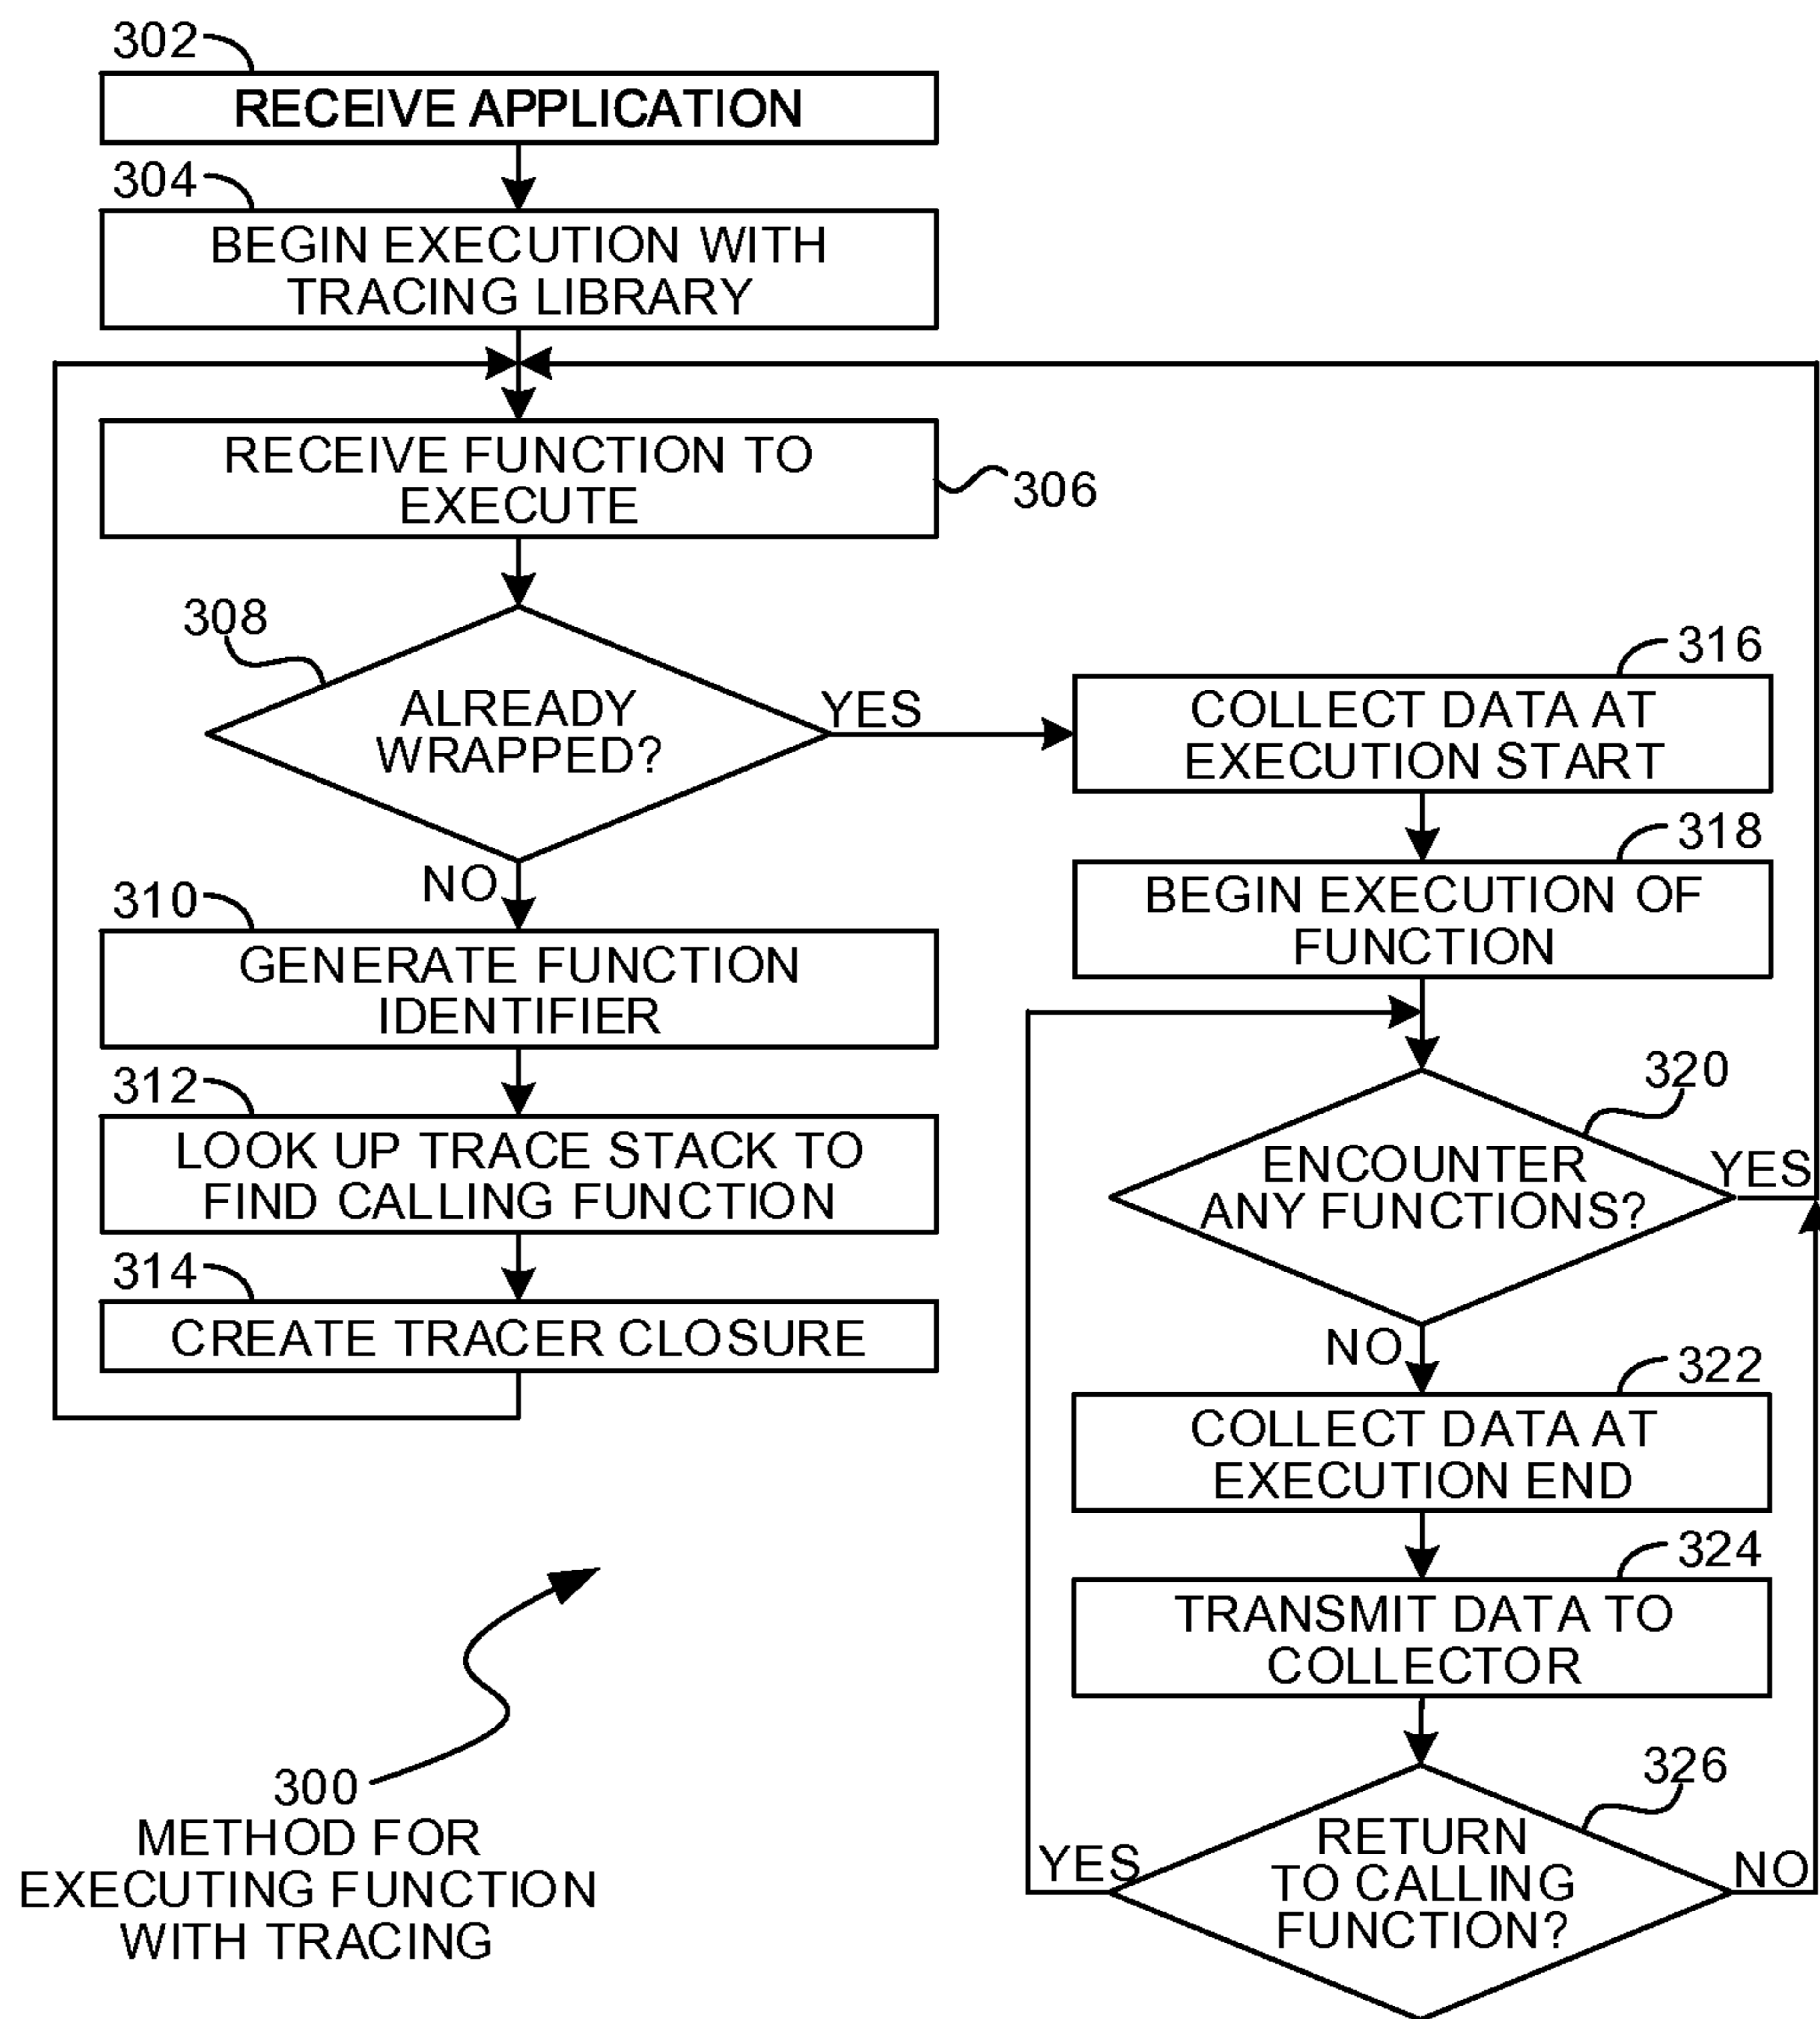 302
RECEIVE APPLICATION
304
BEGIN EXECUTION WITH
TRACING LIBRARY
RECEIVE FUNCTION TO
EXECUTE
306
308
ALREADY
WRAPPED?
YES
NO
310
GENERATE FUNCTION
IDENTIFIER
312
LOOK UP TRACE STACK TO
FIND CALLING FUNCTION
314
CREATE TRACER CLOSURE
316
COLLECT DATA AT
EXECUTION START
318
BEGIN EXECUTION OF
FUNCTION
320
ENCOUNTER
ANY FUNCTIONS?
YES
NO
322
COLLECT DATA AT
EXECUTION END
324
TRANSMIT DATA TO
COLLECTOR
326
RETURN
TO CALLING
FUNCTION?
YES
NO
300
METHOD FOR
EXECUTING FUNCTION
WITH TRACING